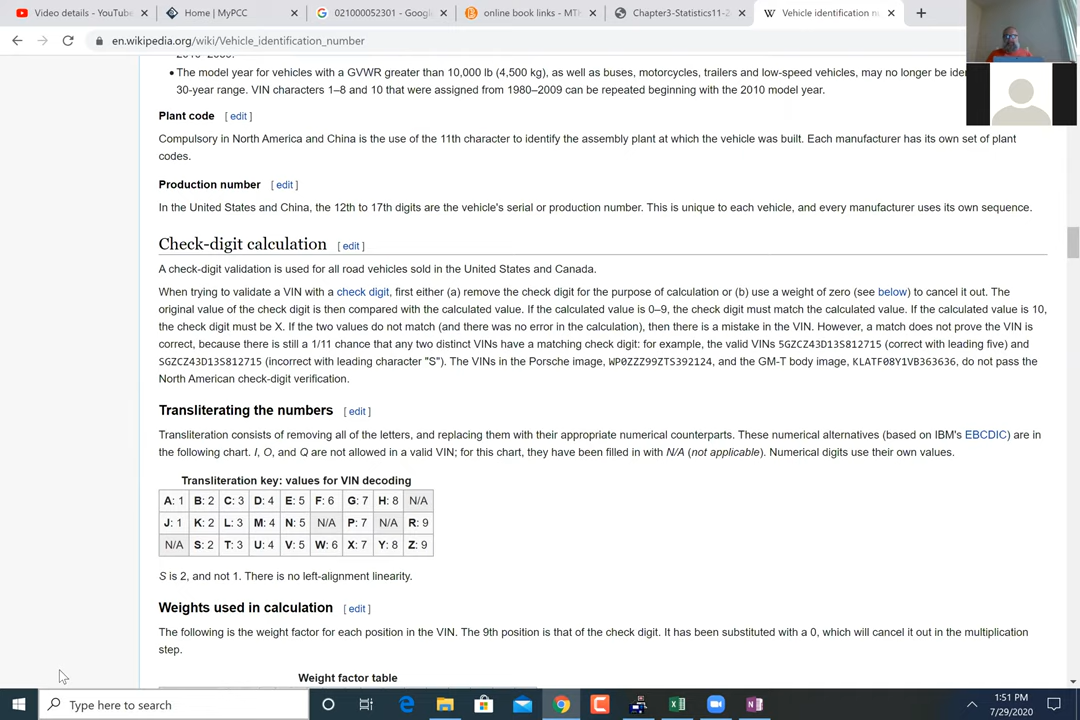 Video details - YouTube
Home | MyPCC
021000052301 - Googl
online book links - MTH
Chapter3-Statistics11-2
Vehicle identification n
en.wikipedia.org/wiki/Vehicle_identification_number
• The model year for vehicles with a GVWR greater than 10,000 lb (4,500 kg), as well as buses, motorcycles, trailers and low-speed vehicles, may no longer be
30-year range. VIN characters 1–8 and 10 that were assigned from 1980–2009 can be repeated beginning with the 2010 model year.
Plant code [ edit ]
Compulsory in North America and China is the use of the 11th character to identify the assembly plant at which the vehicle was built. Each manufacturer has its own set of plant
codes.
Production number [ edit ]
In the United States and China, the 12th to 17th digits are the vehicle's serial or production number. This is unique to each vehicle, and every manufacturer uses its own sequence.
Check-digit calculation [ edit ]
A check-digit validation is used for all road vehicles sold in the United States and Canada.
When trying to validate a VIN with a check digit, first either (a) remove the check digit for the purpose of calculation or (b) use a weight of zero (see below) to cancel it out. The
original value of the check digit is then compared with the calculated value. If the calculated value is 0–9, the check digit must match the calculated value. If the calculated value is 10,
the check digit must be X. If the two values do not match (and there was no error in the calculation), then there is a mistake in the VIN. However, a match does not prove the VIN is
correct, because there is still a 1/11 chance that any two distinct VINs have a matching check digit: for example, the valid VINs 5GZCZ43D13S812715 (correct with leading five) and
SGZCZ43D13S812715 (incorrect with leading character "S"). The VINs in the Porsche image, WP0ZZZ99ZTS392124, and the GM-T body image, KLATF08Y1VB363636, do not pass the
North American check-digit verification.
Transliterating the numbers [ edit ]
Transliteration consists of removing all of the letters, and replacing them with their appropriate numerical counterparts. These numerical alternatives (based on IBM's EBCDIC) are in
the following chart. I, O, and Q are not allowed in a valid VIN; for this chart, they have been filled in with N/A (not applicable). Numerical digits use their own values.
Transliteration key: values for VIN decoding
A: 1 B: 2 C: 3 D: 4 E: 5 F: 6 G: 7 H: 8 N/A
J: 1 K: 2 L: 3 M: 4 N: 5 N/A P: 7 N/A R: 9
N/A S: 2 T: 3 U: 4 V: 5 W: 6 X: 7 Y: 8 Z: 9
S is 2, and not 1. There is no left-alignment linearity.
Weights used in calculation [ edit ]
The following is the weight factor for each position in the VIN. The 9th position is that of the check digit. It has been substituted with a 0, which will cancel it out in the multiplication
step.
Weight factor table
Type here to search
1:51 PM
7/29/2020